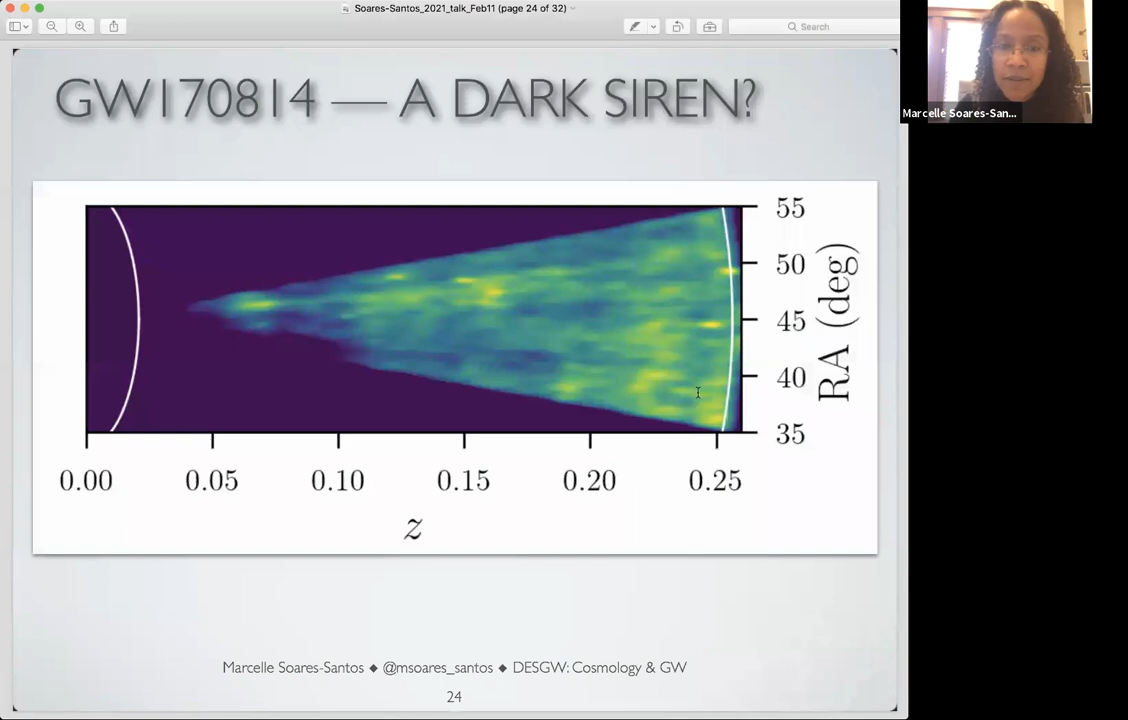 Soares-Santos_2021_talk_Feb11 (page 24 of 32)
Search
Marcelle Soares-San...
GW170814 — A DARK SIREN?
55
50
45
40
35
RA (deg)
0.00 0.05 0.10 0.15 0.20 0.25
z
Marcelle Soares-Santos ◆ @msoares_santos ◆ DESGW: Cosmology & GW
24